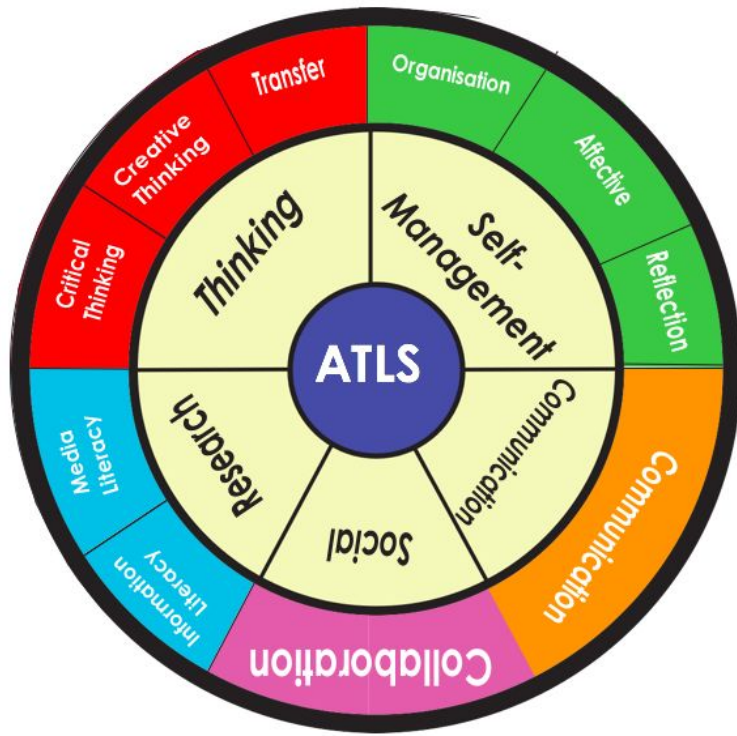 Transfer
Organisation
Creative
Thinking
Affective
Critical
Thinking
Reflection
Thinking
Self-
Management
ATLS
Research
Communication
Social
Media
Literacy
Information
Literacy
Communication
Collaboration